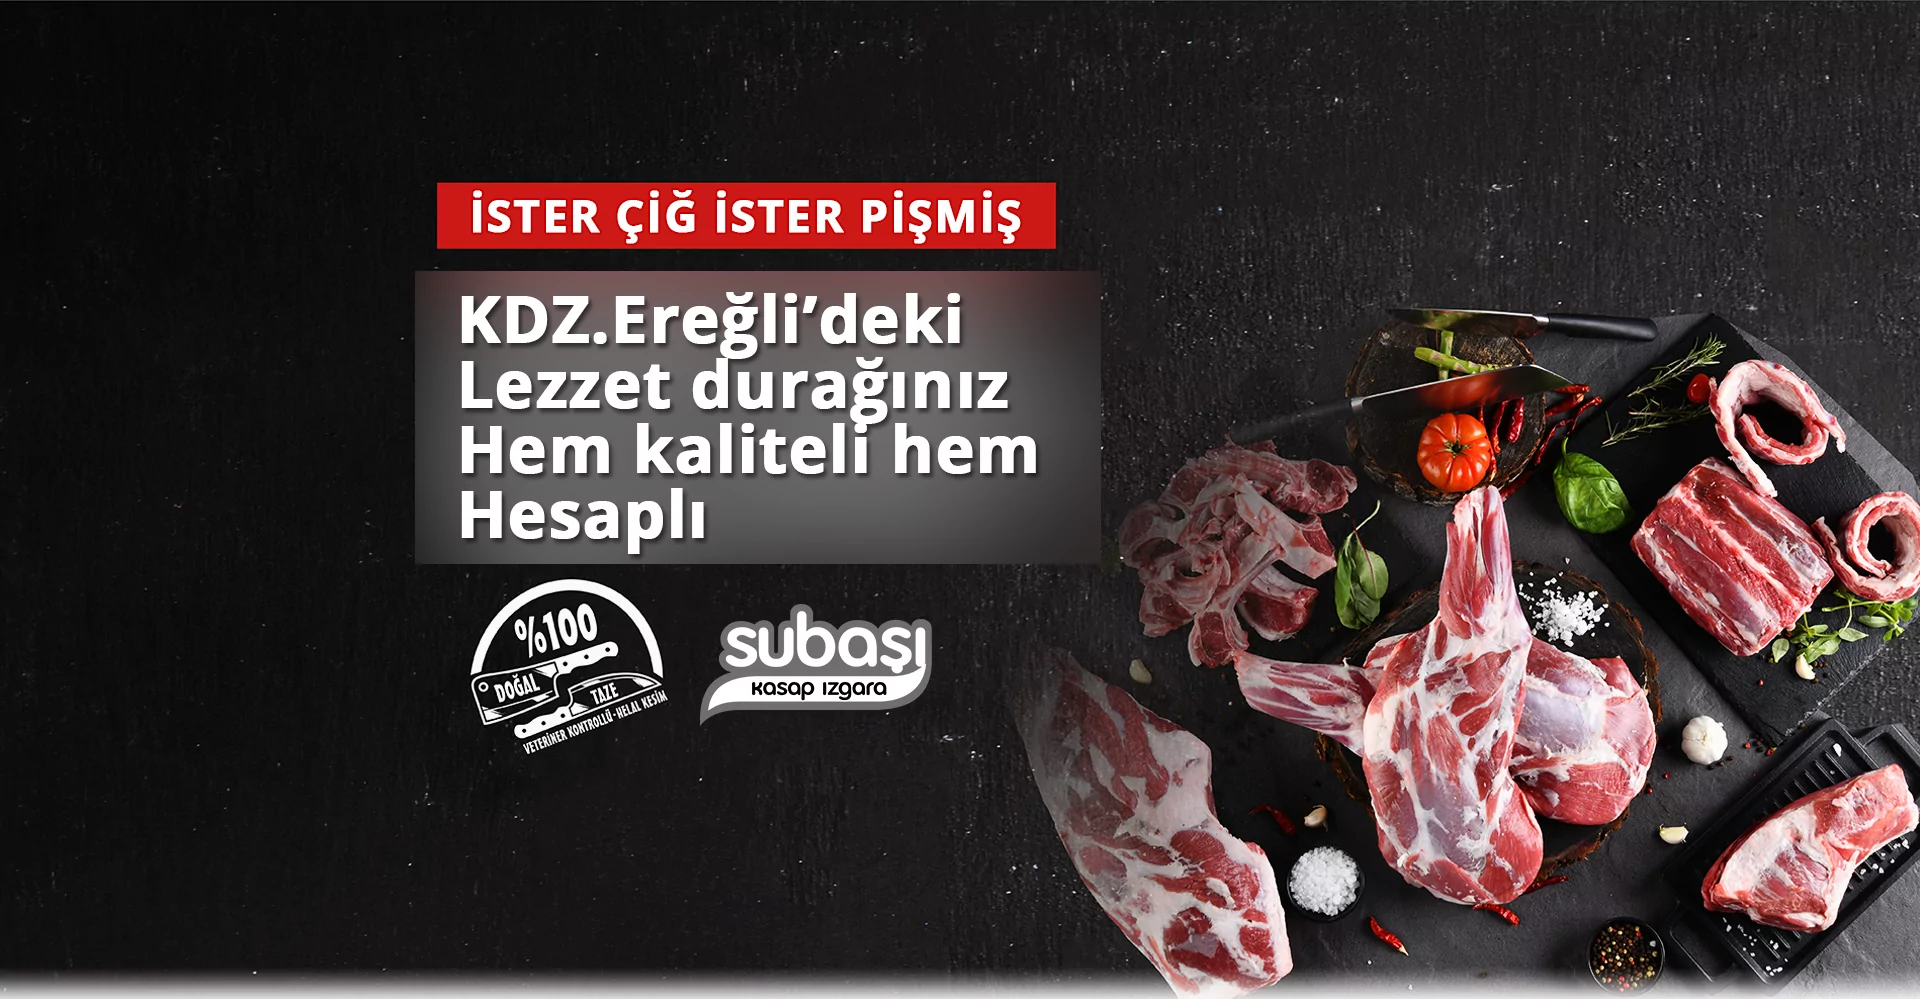 İSTER ÇİĞ İSTER PİŞMİŞ
KDZ.Ereğli’deki
Lezzet durağınız
Hem kaliteli hem
Hesaplı
%100
DOĞAL
TAZE
VETERİNER KONTROLLÜ-HELAL KESİM
subaşı
kasap ızgara